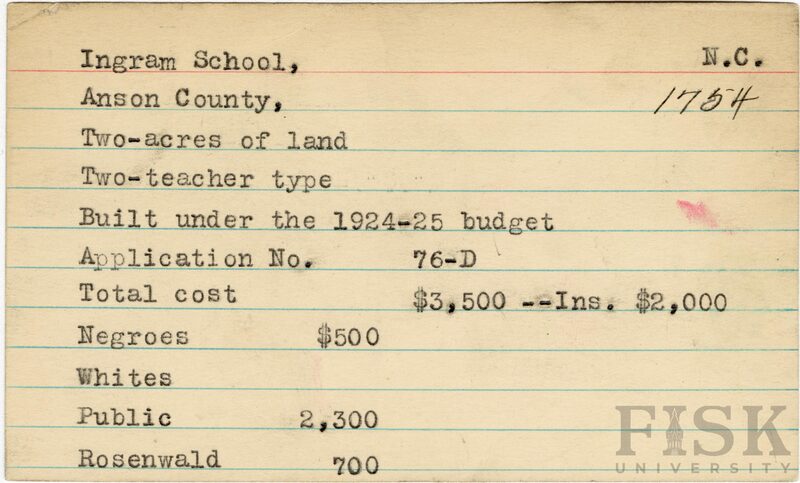 Ingram School, N.C.
Anson County, 1754
Two-acres of land
Two-teacher type
Built under the 1924-25 budget
Application No. 76-D
Total cost $3,500 --Ins. $2,000
Negroes $500
Whites
Public 2,300
Rosenwald 700
FISK
UNIVERSITY